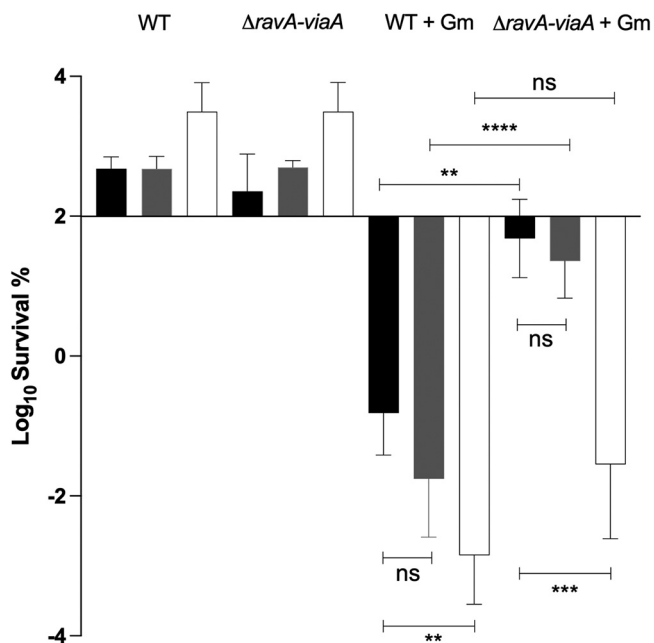 WT ΔravA-viaA WT + Gm ΔravA-viaA + Gm
4
ns
****
**
2
ns
0
Log10 Survival %
-2
ns
***
**
-4